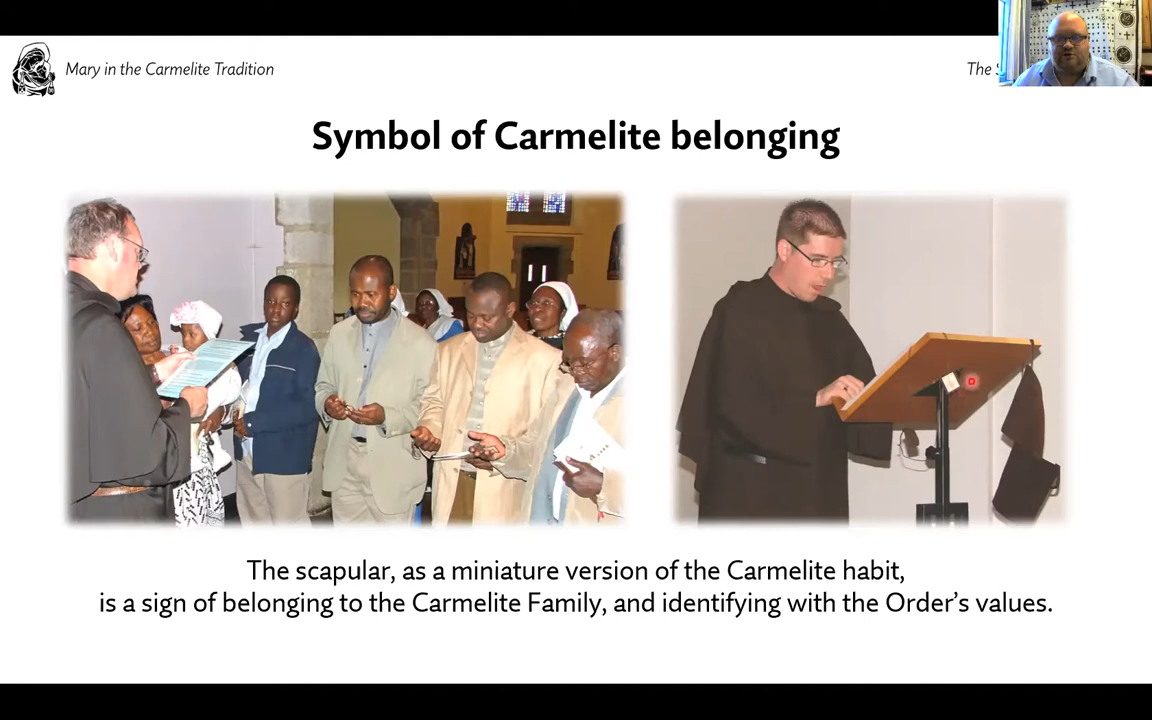 Mary in the Carmelite Tradition
The
Symbol of Carmelite belonging
The scapular, as a miniature version of the Carmelite habit,
is a sign of belonging to the Carmelite Family, and identifying with the Order’s values.